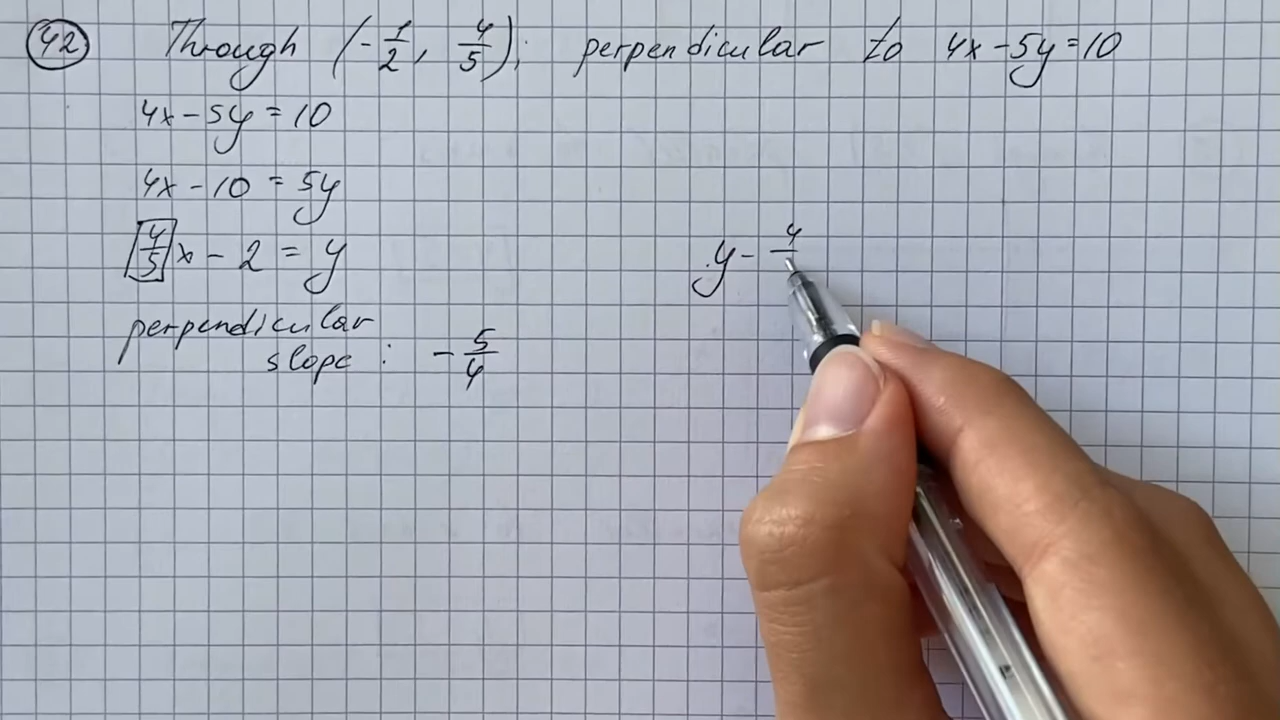 42 Through (-1/2, 4/5); perpendicular to 4x-5y=10
4x-5y=10
4x-10=5y
4/5 x-2=y
y-4/
perpendicular
slope: -5/4